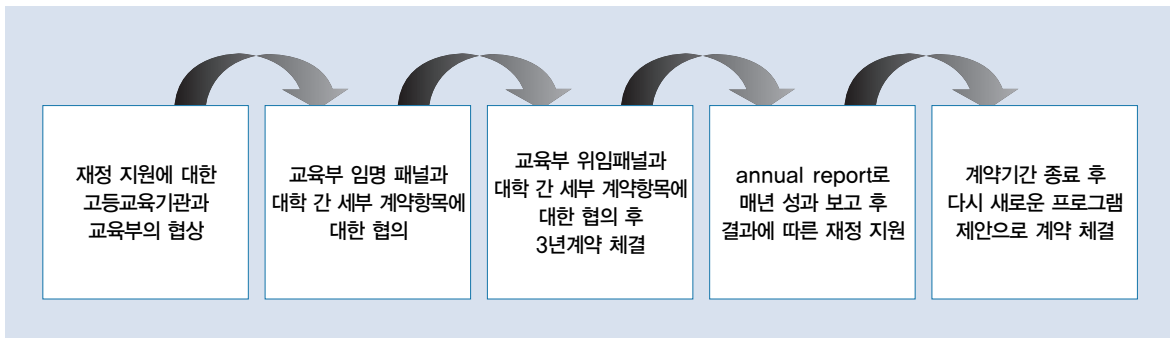 재정 지원에 대한
고등교육기관과
교육부의 협상
교육부 임명 패널과
대학 간 세부 계약항목에
대한 협의
교육부 위임패널과
대학 간 세부 계약항목에
대한 협의 후
3년계약 체결
annual report로
매년 성과 보고 후
결과에 따른 재정 지원
계약기간 종료 후
다시 새로운 프로그램
제안으로 계약 체결